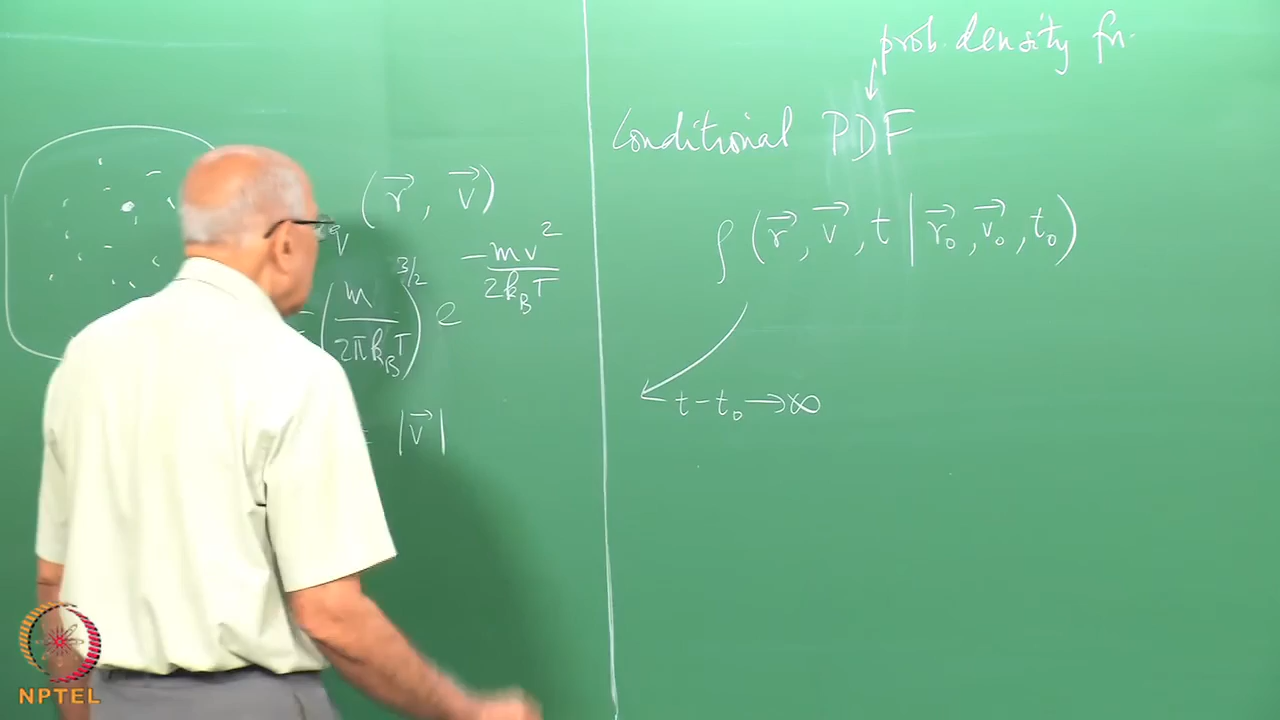 (r⃗, v⃗)
(m/2πk_BT)^{3/2} e^{-mv²/2k_BT}
= |v⃗|
prob. density fn.
Conditional PDF
ρ(r⃗, v⃗, t | r⃗₀, v⃗₀, t₀)
t - t₀ → ∞
NPTEL